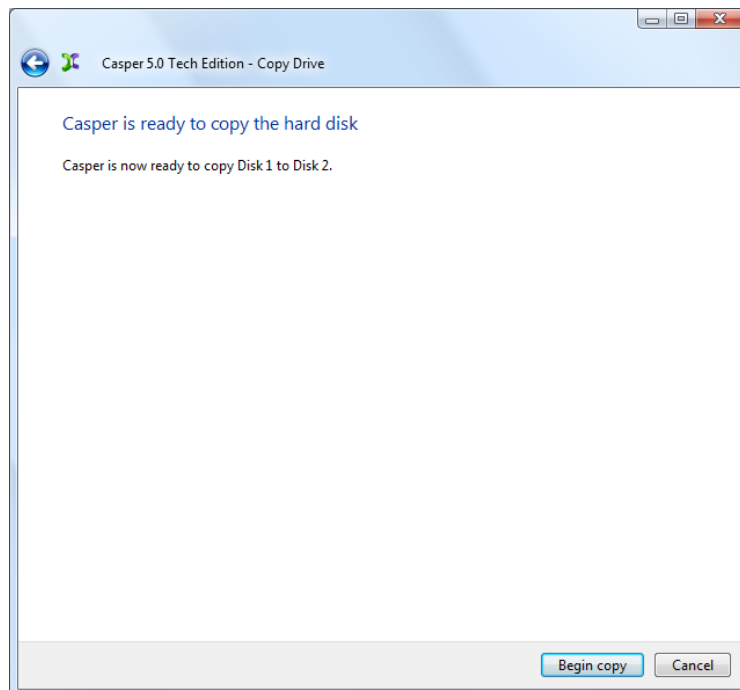 Casper 5.0 Tech Edition - Copy Drive
Casper is ready to copy the hard disk
Casper is now ready to copy Disk 1 to Disk 2.
Begin copy Cancel